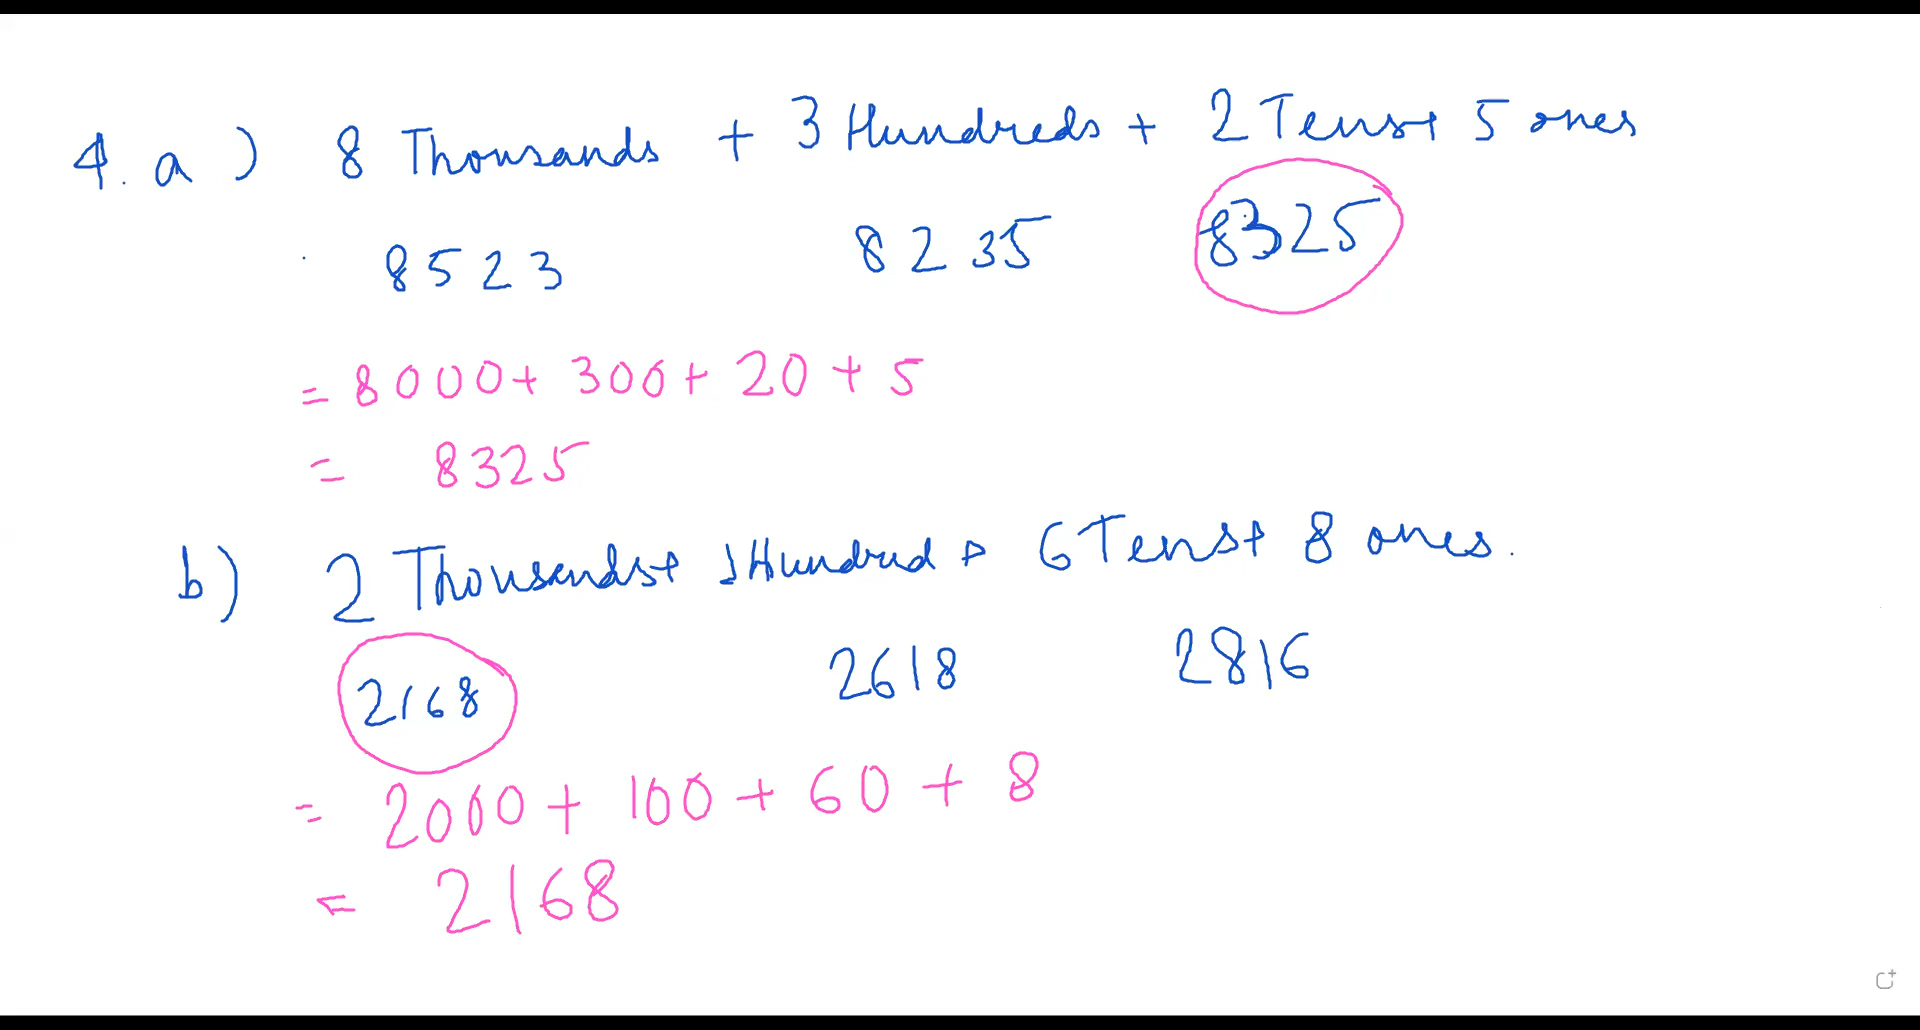 4. a) 8 Thousands + 3 Hundreds + 2 Tens + 5 ones
8523 8235 8325
= 8000 + 300 + 20 + 5
= 8325
b) 2 Thousands + 1 Hundred + 6 Tens + 8 ones.
2168 2618 2816
= 2000 + 100 + 60 + 8
= 2168